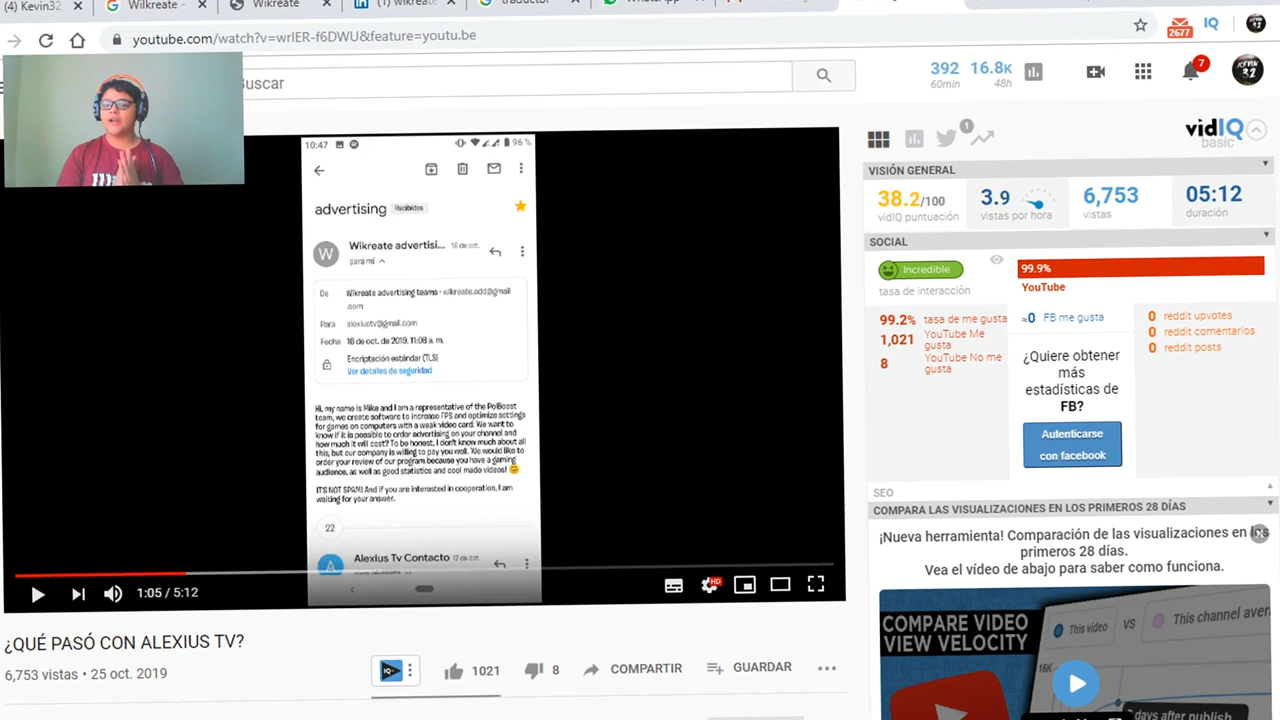 (4) Kevin32
Wilkreate -
Wikreate
(1) wikreate
traductor
WhatsApp
youtube.com/watch?v=wrlER-f6DWU&feature=youtu.be
2677
IQ
Buscar
392
60min
16.8K
48h
7
KEVIN
32
10:47
96 %
advertising
Recibidos
W
Wikreate advertisi...
16 de oct.
para mí
De
Wikreate advertising teams • wikreate.add@gmail
.com
Para
alexiustv@gmail.com
Fecha
16 de oct. de 2019, 11:08 a. m.
Encriptación estándar (TLS)
Ver detalles de seguridad
Hi, my name is Mike and I am a representative of the PolBoost
team, we create software to increase FPS and optimize settings
for games on computers with a weak video card. We want to
know if it is possible to order advertising on your channel and
how much it will cost? To be honest, I don't know much about all
this, but our company is willing to pay you well. We would like to
order your review of our program because you have a gaming
audience, as well as good statistics and cool made videos!
IT'S NOT SPAM! And if you are interested in cooperation, I am
waiting for your answer.
22
A
Alexius Tv Contacto
17 de oct.
1:05 / 5:12
HD
¿QUÉ PASÓ CON ALEXIUS TV?
6,753 vistas • 25 oct. 2019
IQ
1021
8
COMPARTIR
GUARDAR
1
vidIQ
basic
VISIÓN GENERAL
38.2/100
vidIQ puntuación
3.9
vistas por hora
6,753
vistas
05:12
duración
SOCIAL
Incredible
tasa de interacción
99.9%
YouTube
99.2% tasa de me gusta
1,021 YouTube Me
gusta
8 YouTube No me
gusta
≈0 FB me gusta
¿Quiere obtener
más
estadísticas de
FB?
Autenticarse
con facebook
0 reddit upvotes
0 reddit comentarios
0 reddit posts
SEO
COMPARA LAS VISUALIZACIONES EN LOS PRIMEROS 28 DÍAS
¡Nueva herramienta! Comparación de las visualizaciones en los
primeros 28 días.
Vea el vídeo de abajo para saber como funciona.
COMPARE VIDEO
VIEW VELOCITY
This video
VS
This channel avera
15K
days after publish